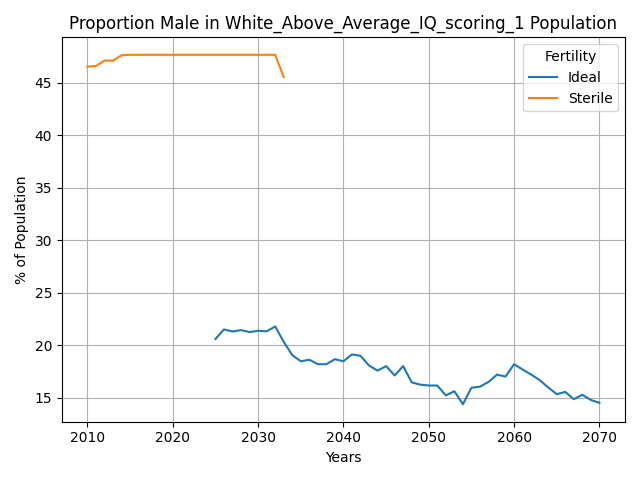 Proportion Male in White_Above_Average_IQ_scoring_1 Population
Fertility
Ideal
Sterile
% of Population
45
40
35
30
25
20
15
2010 2020 2030 2040 2050 2060 2070
Years